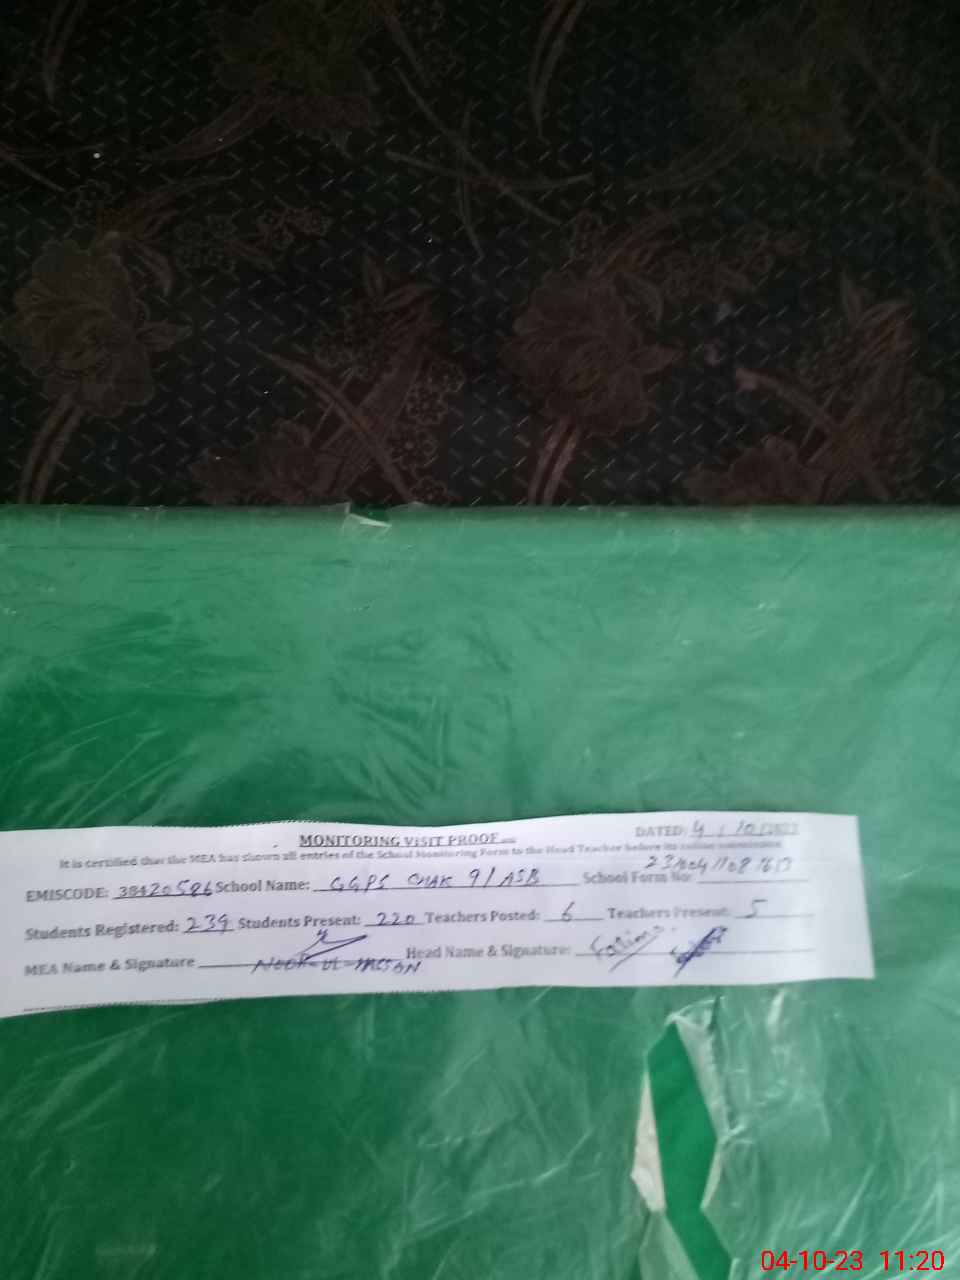 MONITORING VISIT PROOF
DATED: 4 / 10 /2023
It is certified that the MEA has shown all entries of the School Monitoring Form to the Head Teacher before its online submission
EMISCODE: 38420586 School Name: GGPS CHAK 91 ASB School Form No:
Students Registered: 239 Students Present: 220 Teachers Posted: 6 Teachers Present: 5
MEA Name & Signature NOOR-UL- Head Name & Signature:
04-10-23 11:20